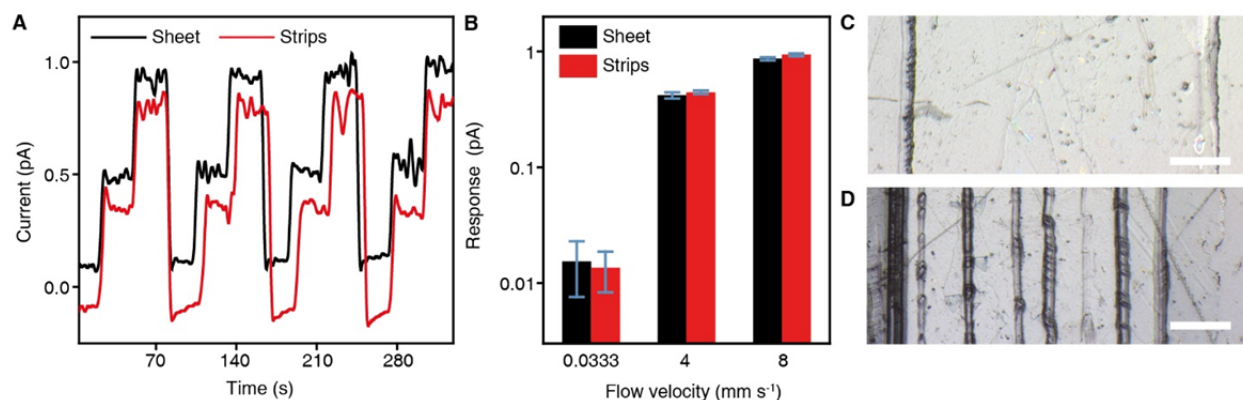 A
Sheet
Strips
Current (pA)
1.0
0.5
0.0
70
140
210
280
Time (s)
B
Sheet
Strips
Response (pA)
1
0.1
0.01
0.0333
4
8
Flow velocity (mm s⁻¹)
C
D